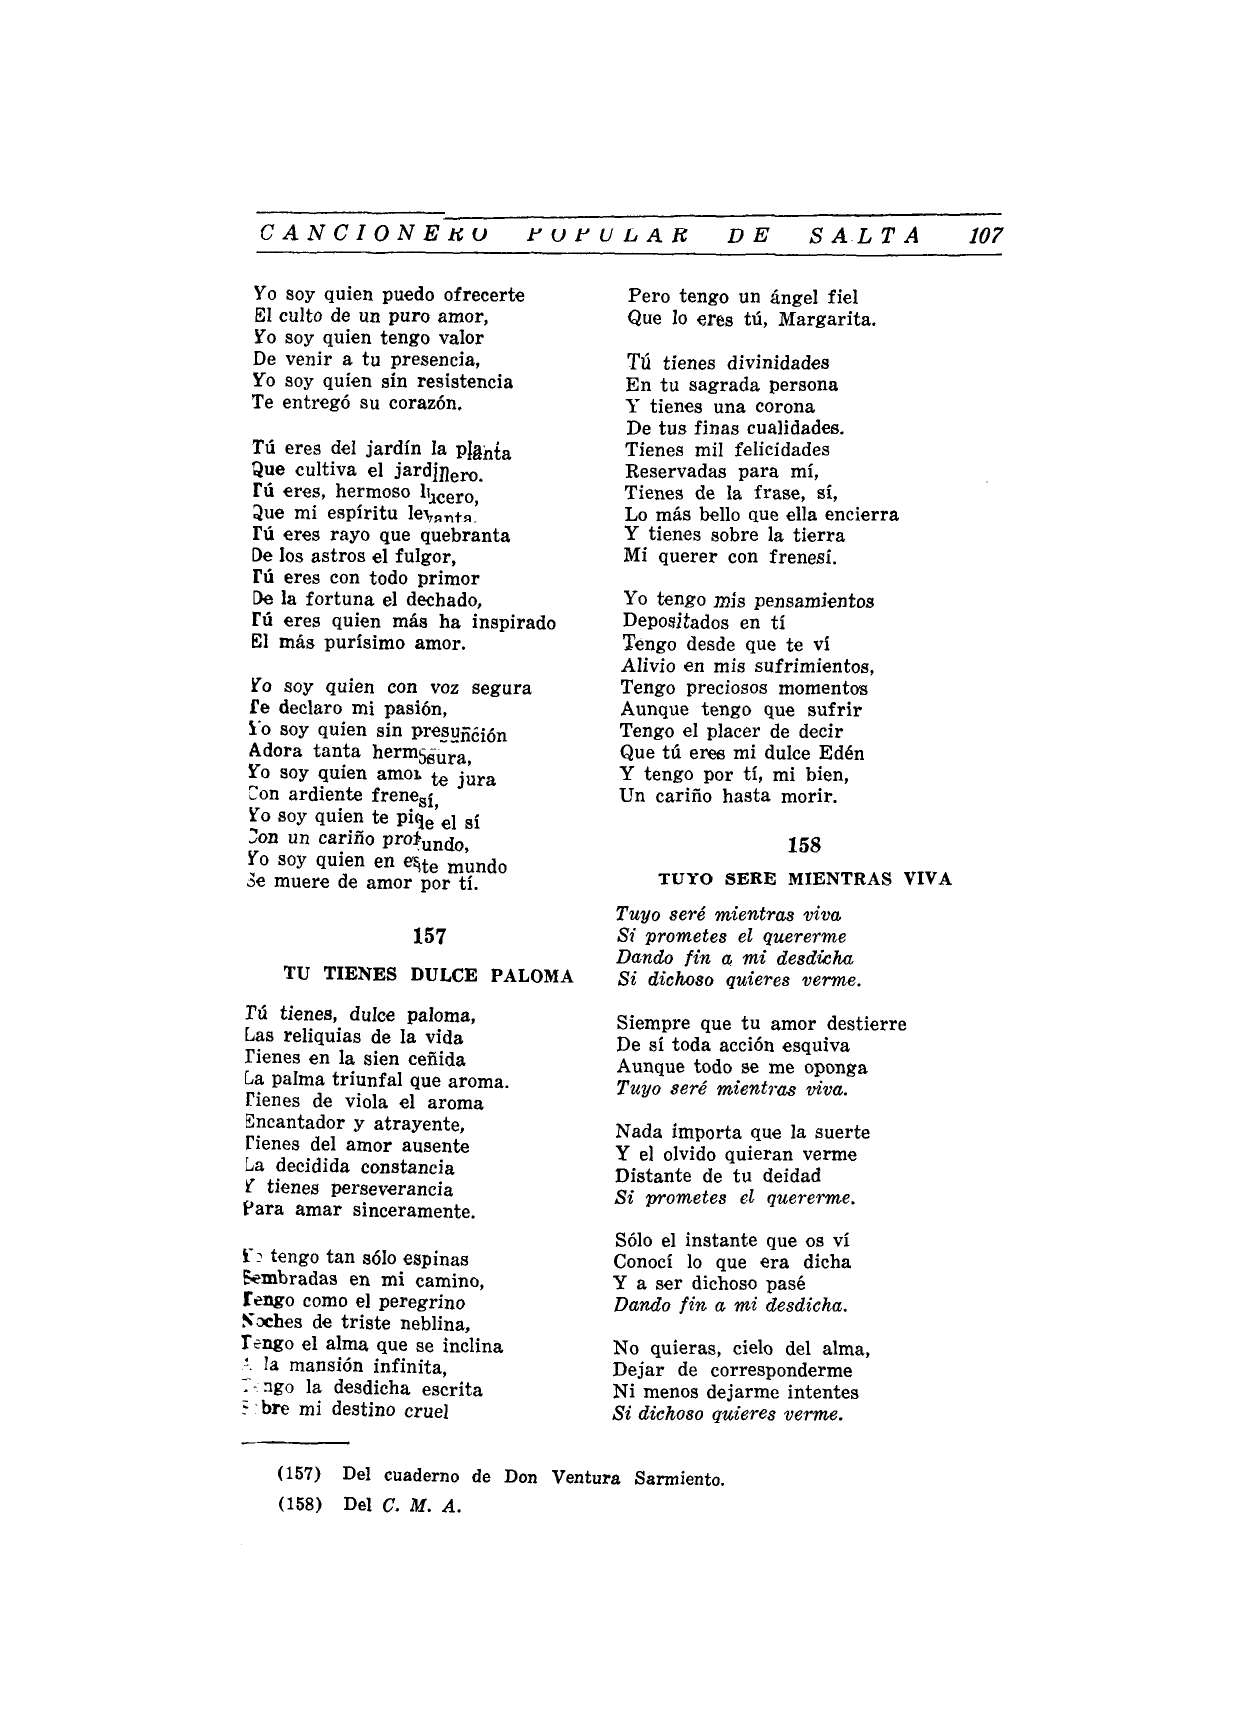 CANCIONERO POPULAR DE SALTA 107
Yo soy quien puedo ofrecerte
El culto de un puro amor,
Yo soy quien tengo valor
De venir a tu presencia,
Yo soy quien sin resistencia
Te entregó su corazón.
Tú eres del jardín la planta
Que cultiva el jardinero.
Tú eres, hermoso lucero,
Que mi espíritu levanta.
Tú eres rayo que quebranta
De los astros el fulgor,
Tú eres con todo primor
De la fortuna el dechado,
Tú eres quien más ha inspirado
El más purísimo amor.
Yo soy quien con voz segura
Te declaro mi pasión,
Yo soy quien sin presunción
Adora tanta hermosura,
Yo soy quien amor te jura
Con ardiente frenesí,
Yo soy quien te pide el sí
Con un cariño profundo,
Yo soy quien en este mundo
Se muere de amor por tí.
157
TU TIENES DULCE PALOMA
Tú tienes, dulce paloma,
Las reliquias de la vida
Tienes en la sien ceñida
La palma triunfal que aroma.
Tienes de viola el aroma
Encantador y atrayente,
Tienes del amor ausente
La decidida constancia
Y tienes perseverancia
Para amar sinceramente.
Yo tengo tan sólo espinas
Sembradas en mi camino,
Tengo como el peregrino
Noches de triste neblina,
Tengo el alma que se inclina
A la mansión infinita,
Tengo la desdicha escrita
Sobre mi destino cruel
Pero tengo un ángel fiel
Que lo eres tú, Margarita.
Tú tienes divinidades
En tu sagrada persona
Y tienes una corona
De tus finas cualidades.
Tienes mil felicidades
Reservadas para mí,
Tienes de la frase, sí,
Lo más bello que ella encierra
Y tienes sobre la tierra
Mi querer con frenesí.
Yo tengo mis pensamientos
Depositados en tí
Tengo desde que te ví
Alivio en mis sufrimientos,
Tengo preciosos momentos
Aunque tengo que sufrir
Tengo el placer de decir
Que tú eres mi dulce Edén
Y tengo por tí, mi bien,
Un cariño hasta morir.
158
TUYO SERE MIENTRAS VIVA
Tuyo seré mientras viva
Si prometes el quererme
Dando fin a mi desdicha
Si dichoso quieres verme.
Siempre que tu amor destierre
De sí toda acción esquiva
Aunque todo se me oponga
Tuyo seré mientras viva.
Nada importa que la suerte
Y el olvido quieran verme
Distante de tu deidad
Si prometes el quererme.
Sólo el instante que os ví
Conocí lo que era dicha
Y a ser dichoso pasé
Dando fin a mi desdicha.
No quieras, cielo del alma,
Dejar de corresponderme
Ni menos dejarme intentes
Si dichoso quieres verme.
(157) Del cuaderno de Don Ventura Sarmiento.
(158) Del C. M. A.